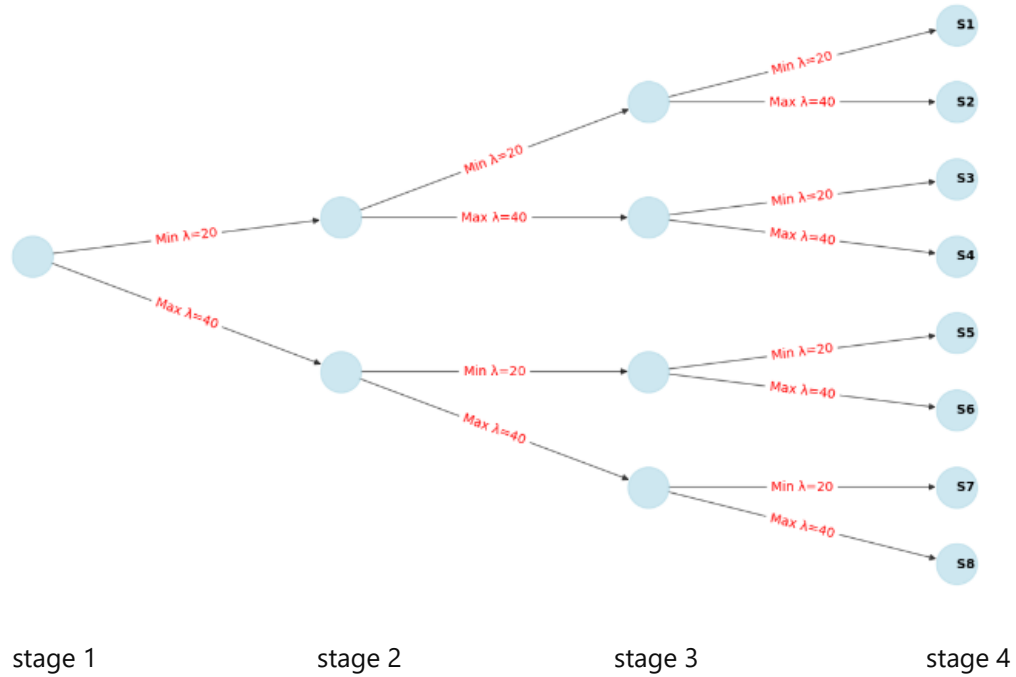 S1
Min λ=20
Max λ=40
S2
Min λ=20
Min λ=20
S3
Min λ=20
Max λ=40
Max λ=40
S4
Max λ=40
Min λ=20
S5
Min λ=20
Max λ=40
S6
Max λ=40
Min λ=20
S7
Max λ=40
S8
stage 1
stage 2
stage 3
stage 4